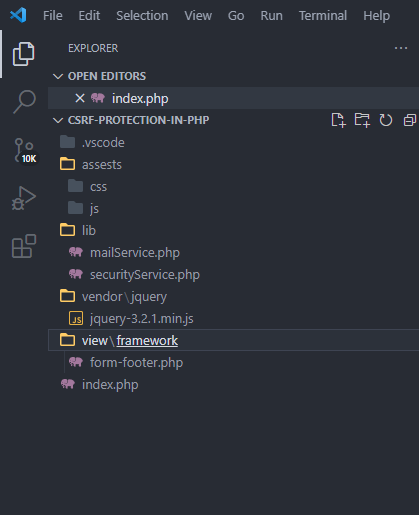 File Edit Selection View Go Run Terminal Help
EXPLORER
OPEN EDITORS
index.php
CSRF-PROTECTION-IN-PHP
.vscode
assests
css
js
lib
mailService.php
securityService.php
vendor\jquery
JS jquery-3.2.1.min.js
view\framework
form-footer.php
index.php
10K